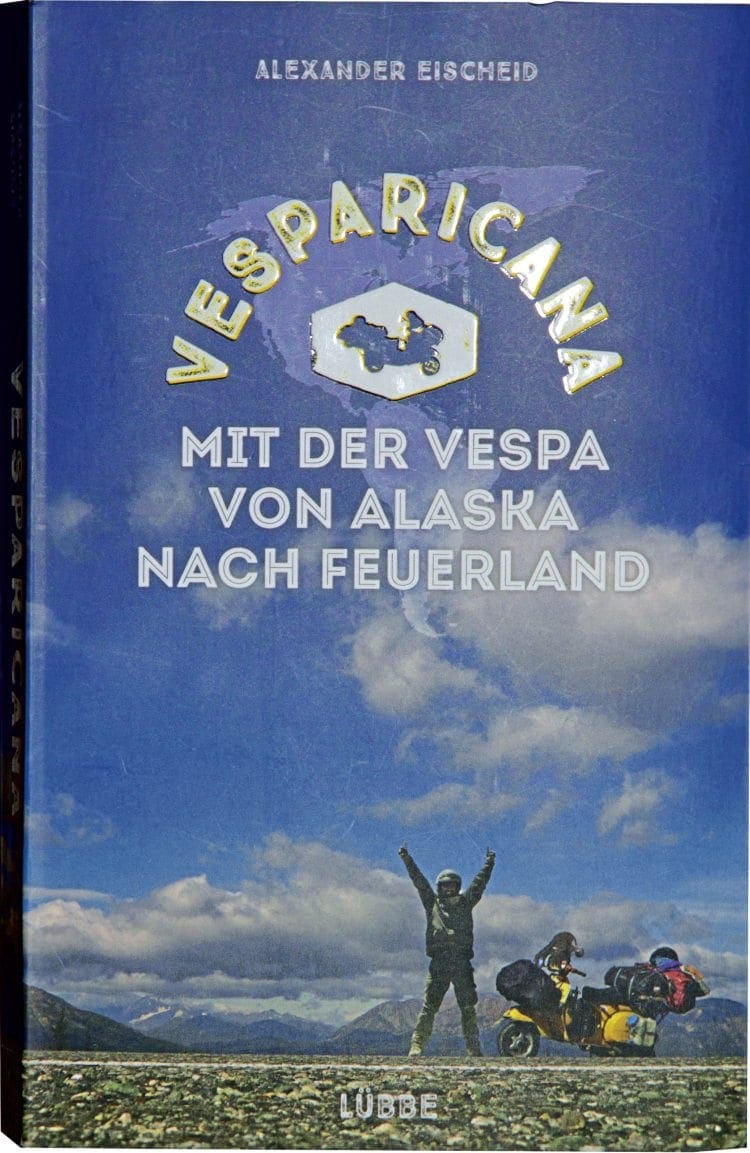 ALEXANDER EISCHEID
VESPARICANA
MIT DER VESPA
VON ALASKA
NACH FEUERLAND
LÜBBE
VESPARICANA